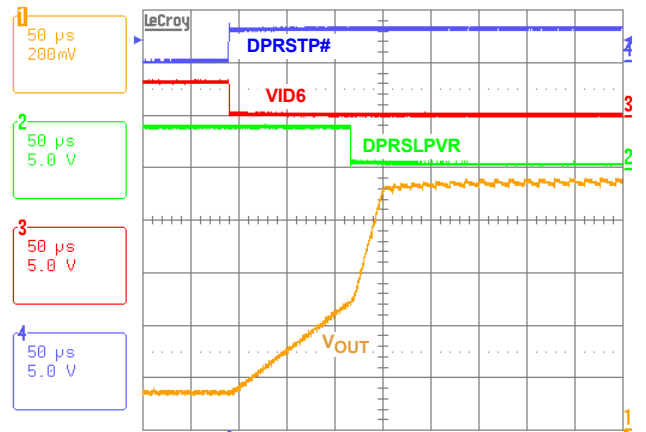 1
50 µs
200mV
2
50 µs
5.0 V
3
50 µs
5.0 V
4
50 µs
5.0 V
LeCroy
DPRSTP#
4
VID6
3
DPRSLPVR
2
VOUT
1